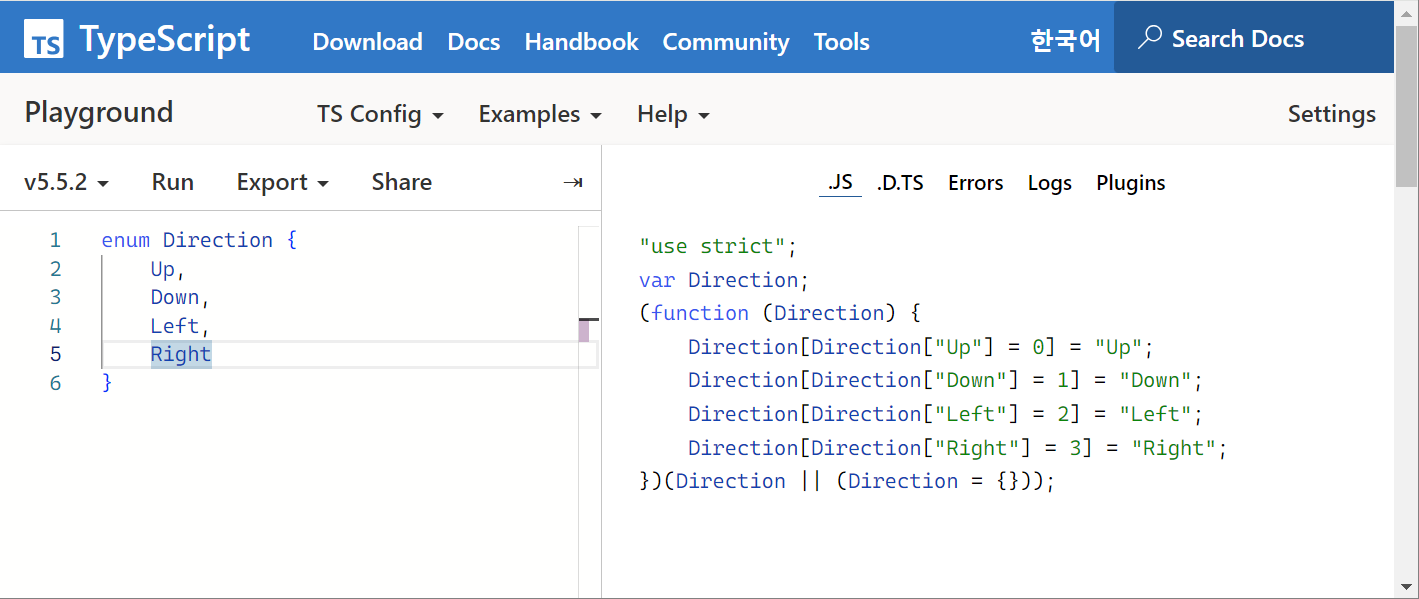 TS TypeScript Download Docs Handbook Community Tools 한국어 Search Docs
Playground TS Config Examples Help Settings
v5.5.2 Run Export Share
1 enum Direction {
2     Up,
3     Down,
4     Left,
5     Right
6 }
.JS .D.TS Errors Logs Plugins
"use strict";
var Direction;
(function (Direction) {
    Direction[Direction["Up"] = 0] = "Up";
    Direction[Direction["Down"] = 1] = "Down";
    Direction[Direction["Left"] = 2] = "Left";
    Direction[Direction["Right"] = 3] = "Right";
})(Direction || (Direction = {}));